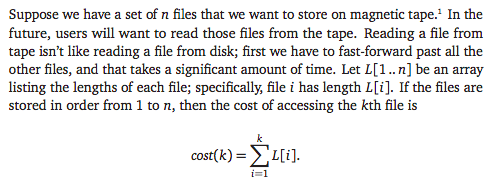 Suppose we have a set of n files that we want to store on magnetic tape.¹ In the
future, users will want to read those files from the tape. Reading a file from
tape isn't like reading a file from disk; first we have to fast-forward past all the
other files, and that takes a significant amount of time. Let L[1 .. n] be an array
listing the lengths of each file; specifically, file i has length L[i]. If the files are
stored in order from 1 to n, then the cost of accessing the kth file is
cost(k) = ∑_{i=1}^{k} L[i].